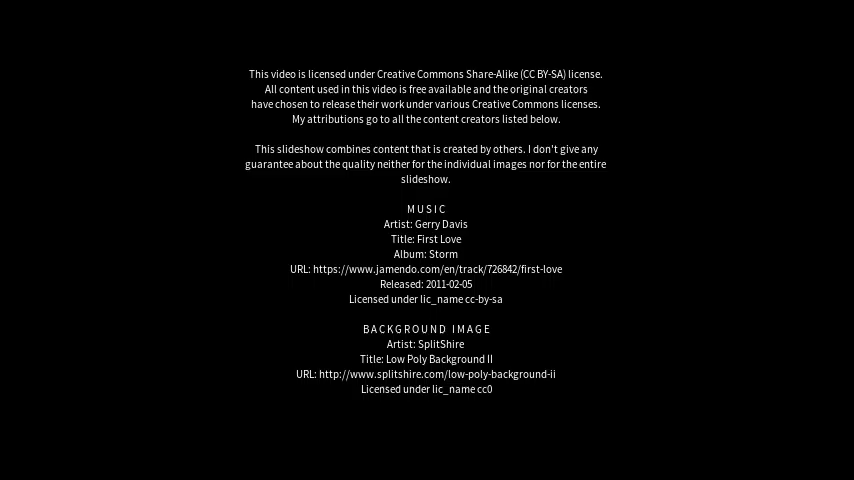 This video is licensed under Creative Commons Share-Alike (CC BY-SA) license.
All content used in this video is free available and the original creators
have chosen to release their work under various Creative Commons licenses.
My attributions go to all the content creators listed below.
This slideshow combines content that is created by others. I don't give any
guarantee about the quality neither for the individual images nor for the entire
slideshow.
MUSIC
Artist: Gerry Davis
Title: First Love
Album: Storm
URL: https://www.jamendo.com/en/track/726842/first-love
Released: 2011-02-05
Licensed under lic_name cc-by-sa
BACKGROUND IMAGE
Artist: SplitShire
Title: Low Poly Background II
URL: http://www.splitshire.com/low-poly-background-ii
Licensed under lic_name cc0